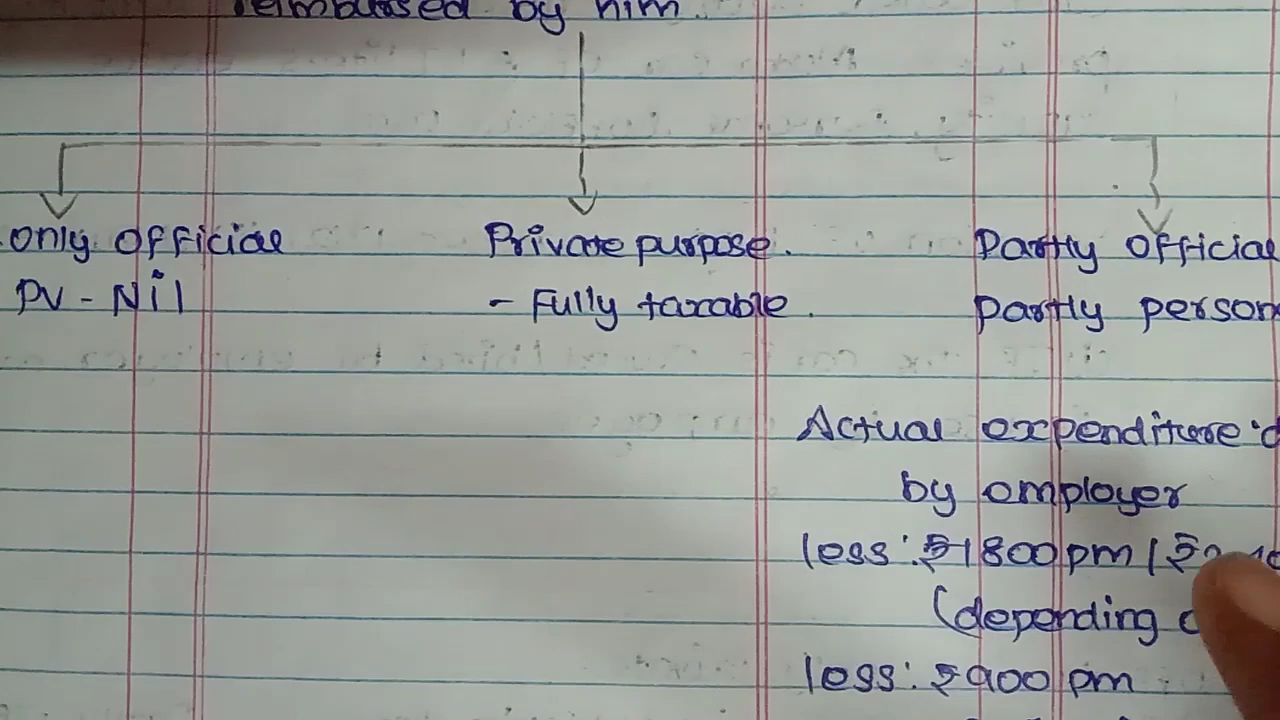 reimbursed by him
only official
PV - Nil
Private purpose.
- Fully taxable.
Partly official
Partly person
Actual expenditure
by employer
less: ₹1800 pm / ₹
(depending
less: ₹900 pm